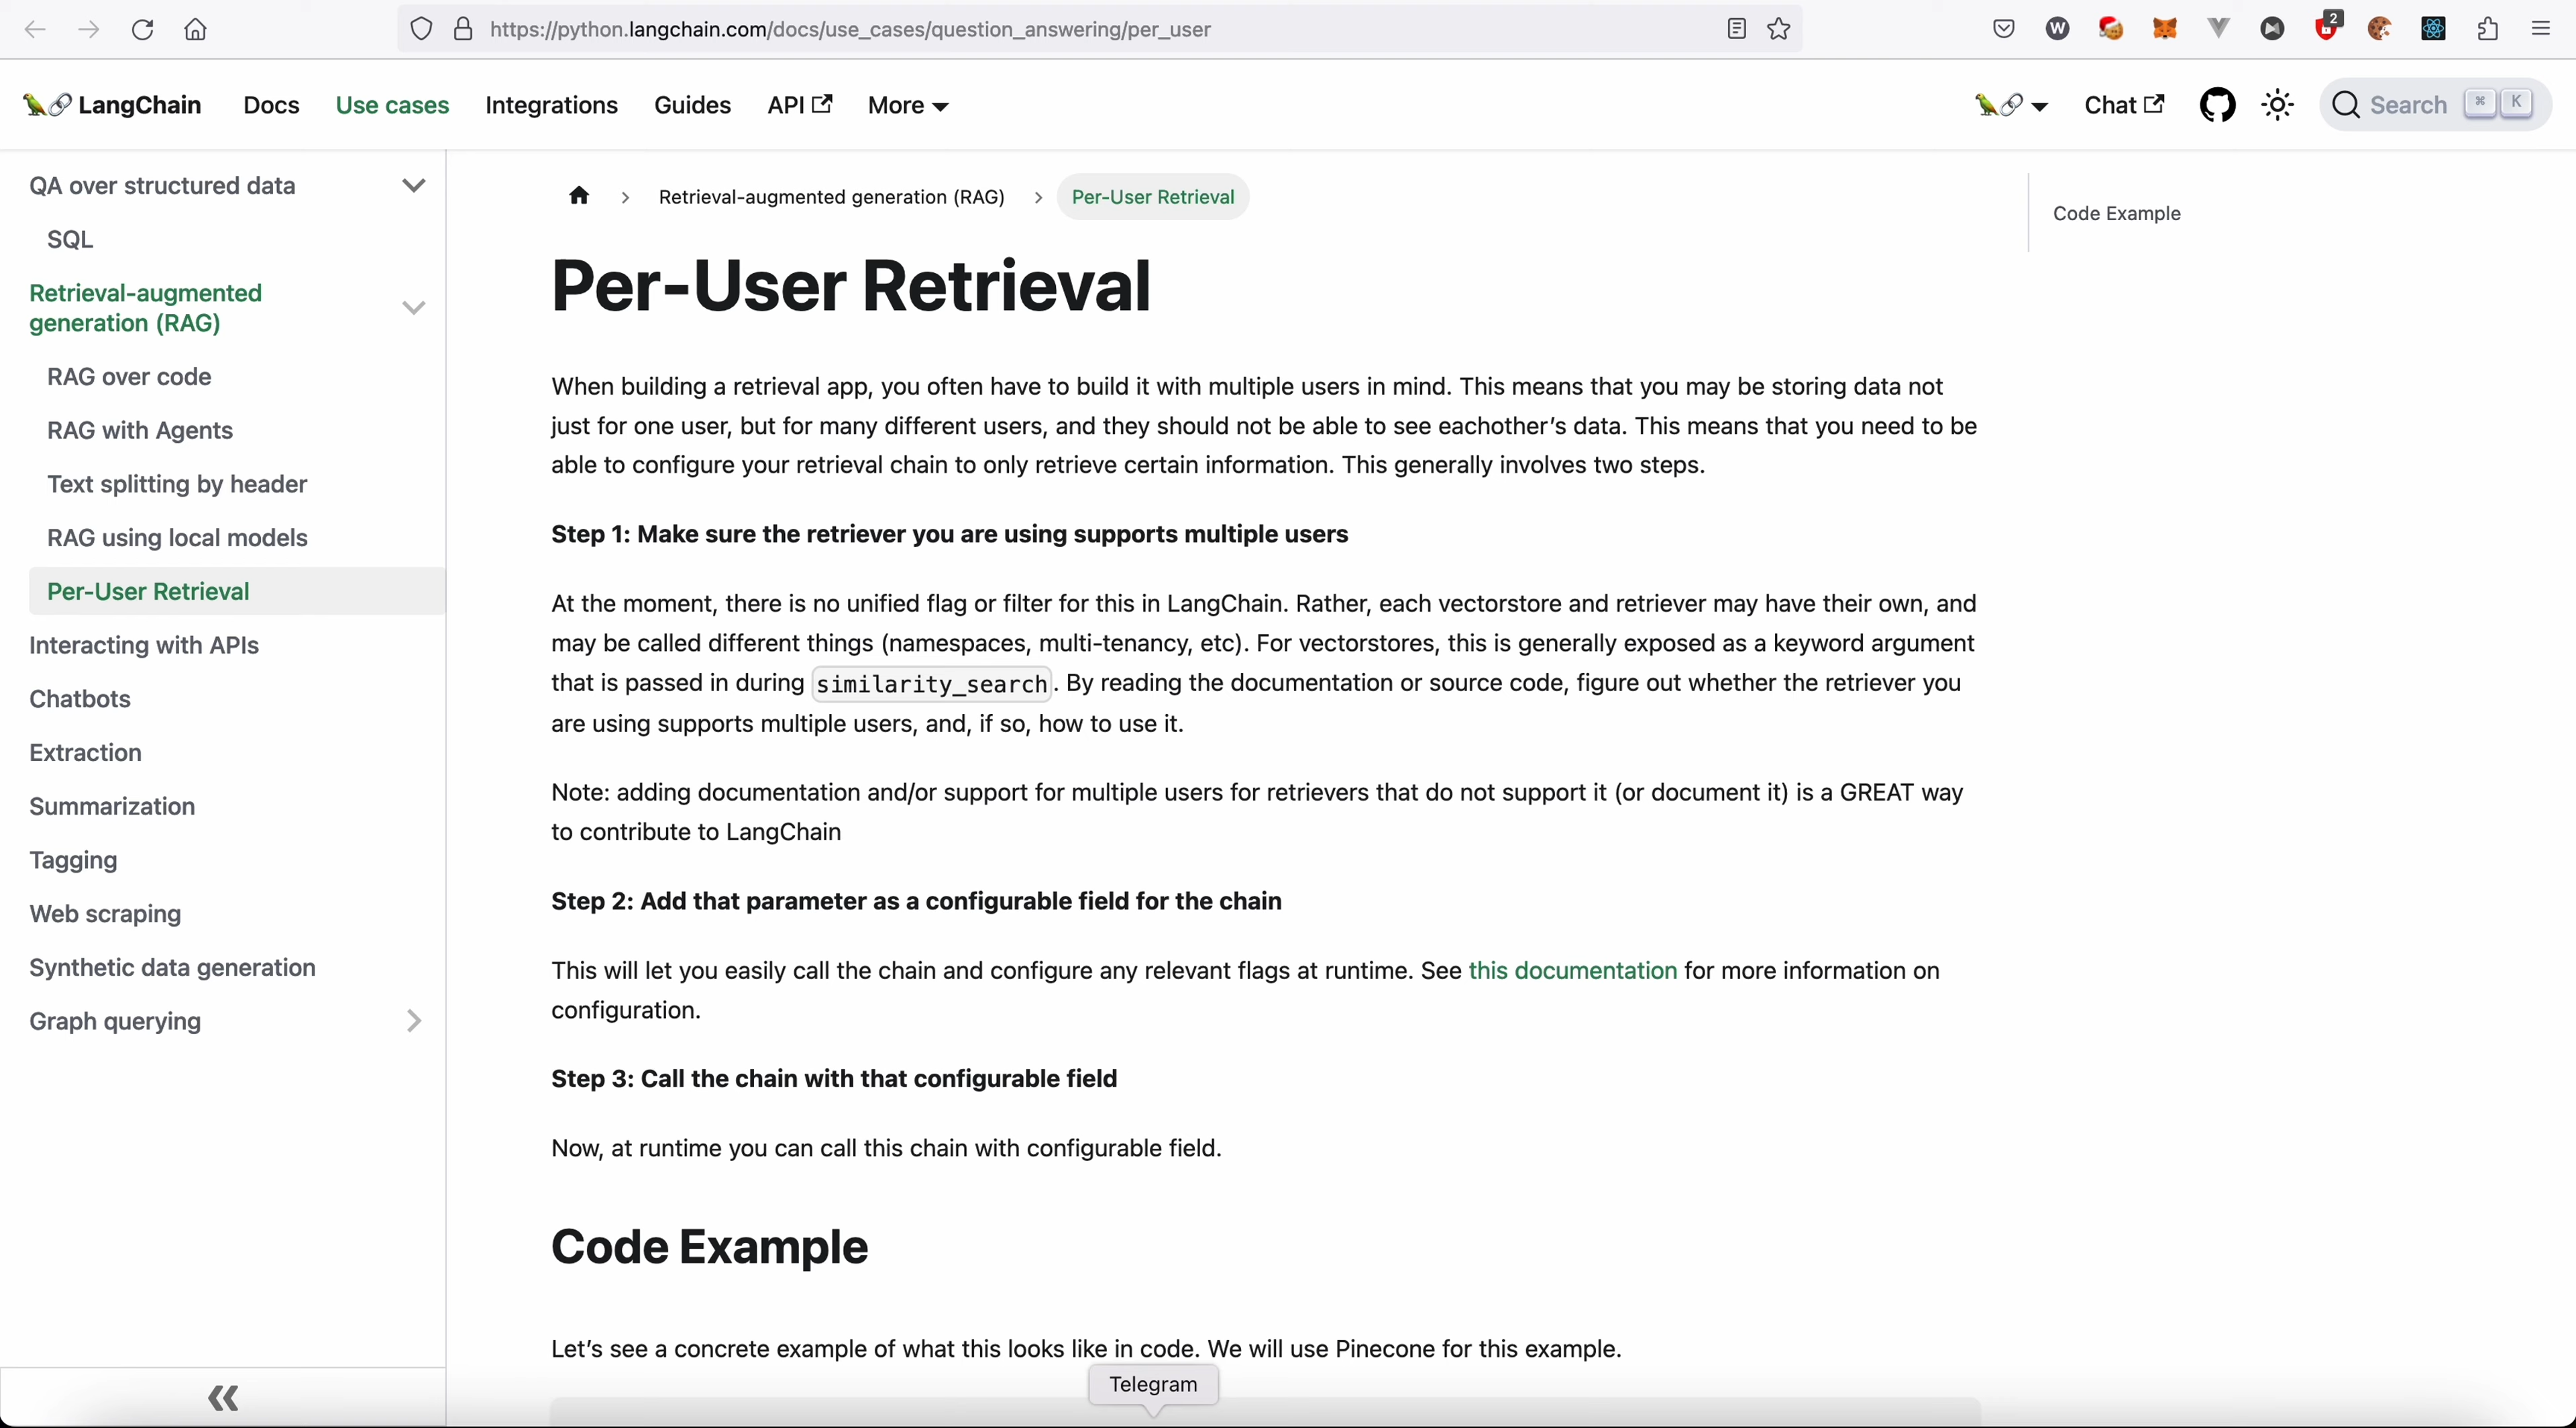 https://python.langchain.com/docs/use_cases/question_answering/per_user
W
2
LangChain
Docs
Use cases
Integrations
Guides
API
More
Chat
Search
⌘
K
QA over structured data
SQL
Retrieval-augmented
generation (RAG)
RAG over code
RAG with Agents
Text splitting by header
RAG using local models
Per-User Retrieval
Interacting with APIs
Chatbots
Extraction
Summarization
Tagging
Web scraping
Synthetic data generation
Graph querying
Retrieval-augmented generation (RAG)
Per-User Retrieval
Code Example
Per-User Retrieval
When building a retrieval app, you often have to build it with multiple users in mind. This means that you may be storing data not
just for one user, but for many different users, and they should not be able to see eachother’s data. This means that you need to be
able to configure your retrieval chain to only retrieve certain information. This generally involves two steps.
Step 1: Make sure the retriever you are using supports multiple users
At the moment, there is no unified flag or filter for this in LangChain. Rather, each vectorstore and retriever may have their own, and
may be called different things (namespaces, multi-tenancy, etc). For vectorstores, this is generally exposed as a keyword argument
that is passed in during similarity_search. By reading the documentation or source code, figure out whether the retriever you
are using supports multiple users, and, if so, how to use it.
Note: adding documentation and/or support for multiple users for retrievers that do not support it (or document it) is a GREAT way
to contribute to LangChain
Step 2: Add that parameter as a configurable field for the chain
This will let you easily call the chain and configure any relevant flags at runtime. See this documentation for more information on
configuration.
Step 3: Call the chain with that configurable field
Now, at runtime you can call this chain with configurable field.
Code Example
Let’s see a concrete example of what this looks like in code. We will use Pinecone for this example.
Telegram